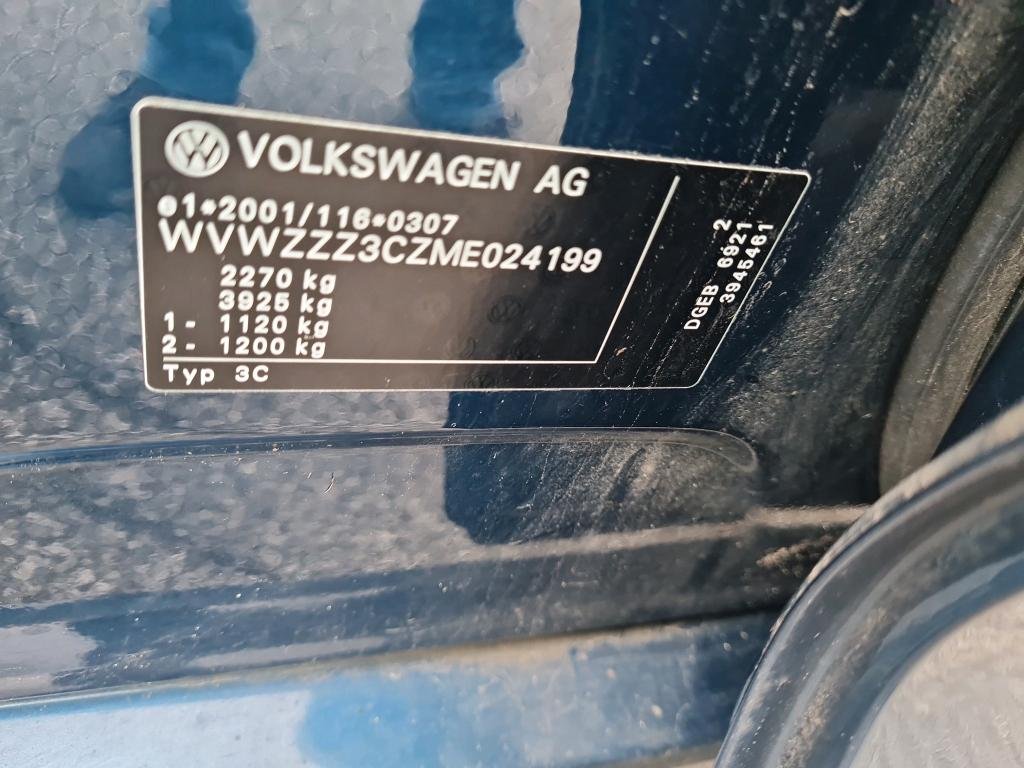 VOLKSWAGEN AG
e1*2001/116*0307
WVWZZZ3CZME024199
2270 kg
3925 kg
1- 1120 kg
2- 1200 kg
Typ 3C
2
DGEB 6921
3945461